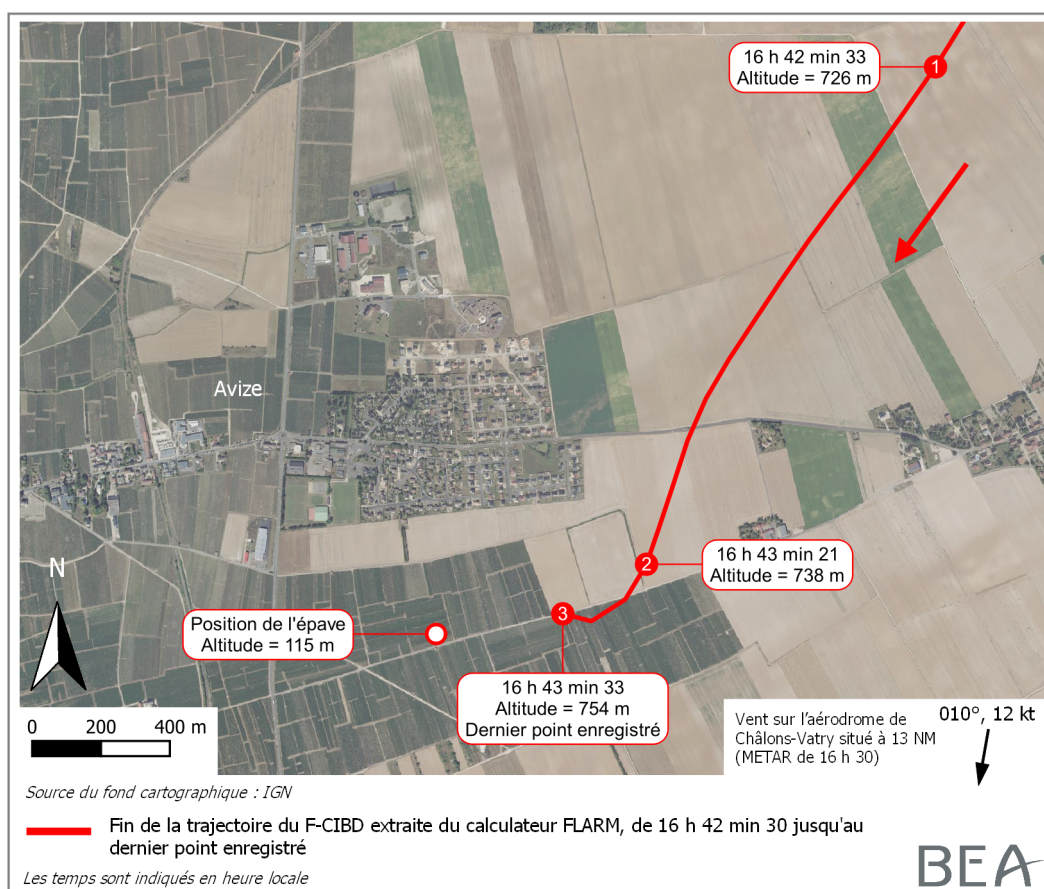 16 h 42 min 33
Altitude = 726 m
1
Avize
2
16 h 43 min 21
Altitude = 738 m
N
3
Position de l'épave
Altitude = 115 m
16 h 43 min 33
Altitude = 754 m
Dernier point enregistré
0 200 400 m
Vent sur l'aérodrome de
Châlons-Vatry situé à 13 NM
(METAR de 16 h 30)
010°, 12 kt
Source du fond cartographique : IGN
Fin de la trajectoire du F-CIBD extraite du calculateur FLARM, de 16 h 42 min 30 jusqu'au
dernier point enregistré
Les temps sont indiqués en heure locale
BEA